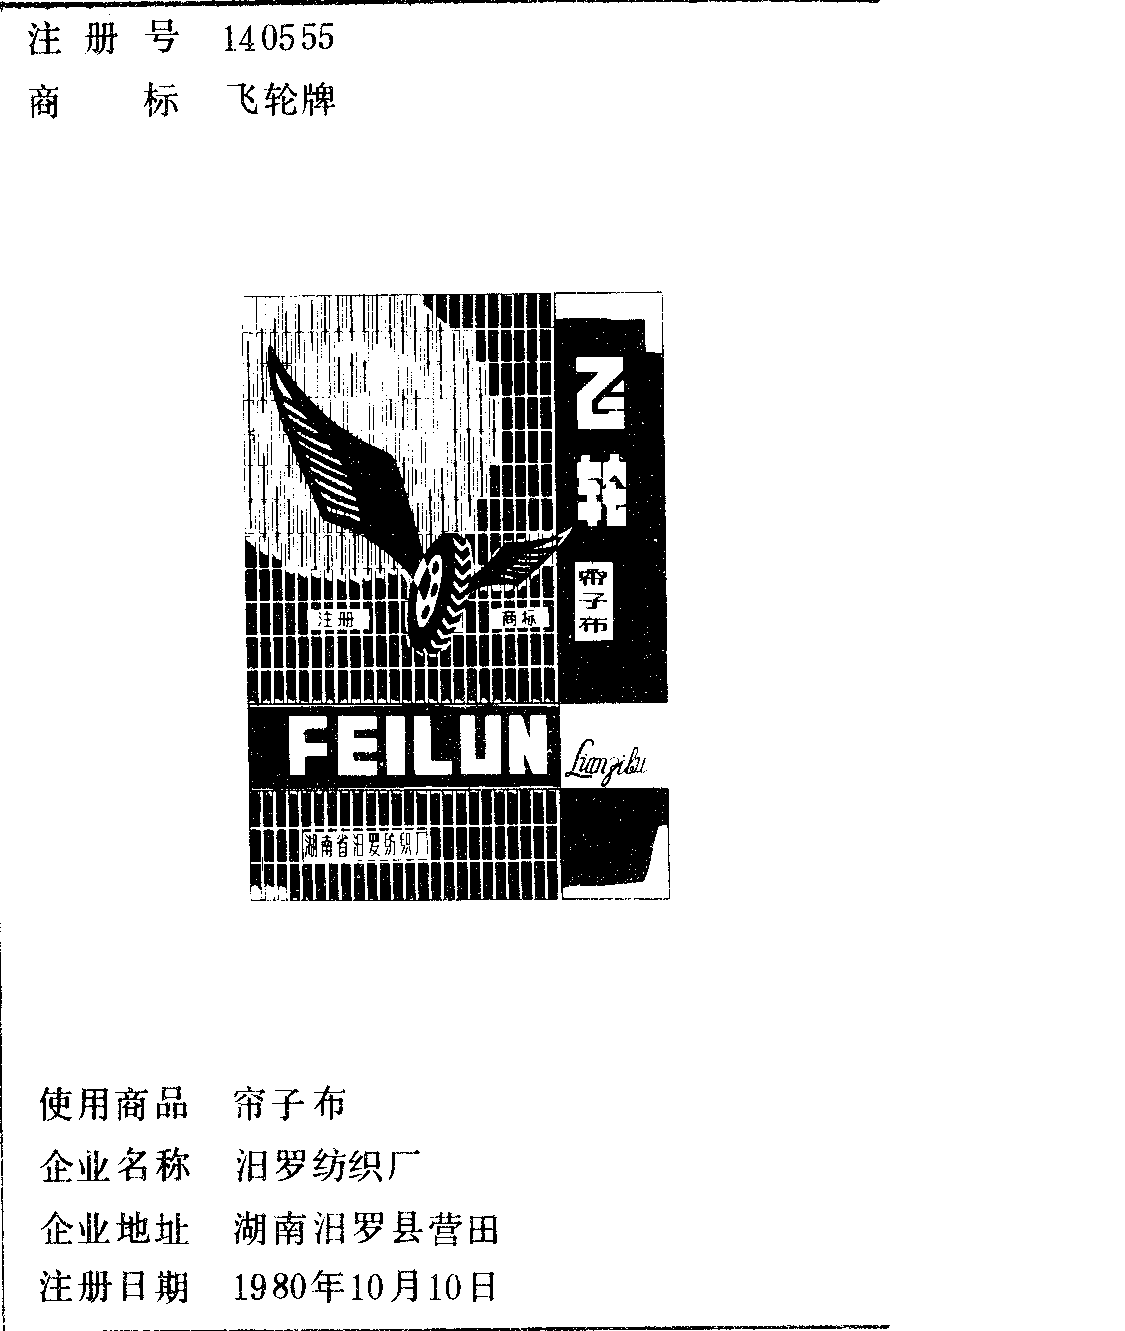 注册号 140555
商标 飞轮牌
飞轮
帘子布
注册 商标
FEILUN
Lianzibu
湖南省汨罗纺织厂
使用商品 帘子布
企业名称 汨罗纺织厂
企业地址 湖南汨罗县营田
注册日期 1980年10月10日